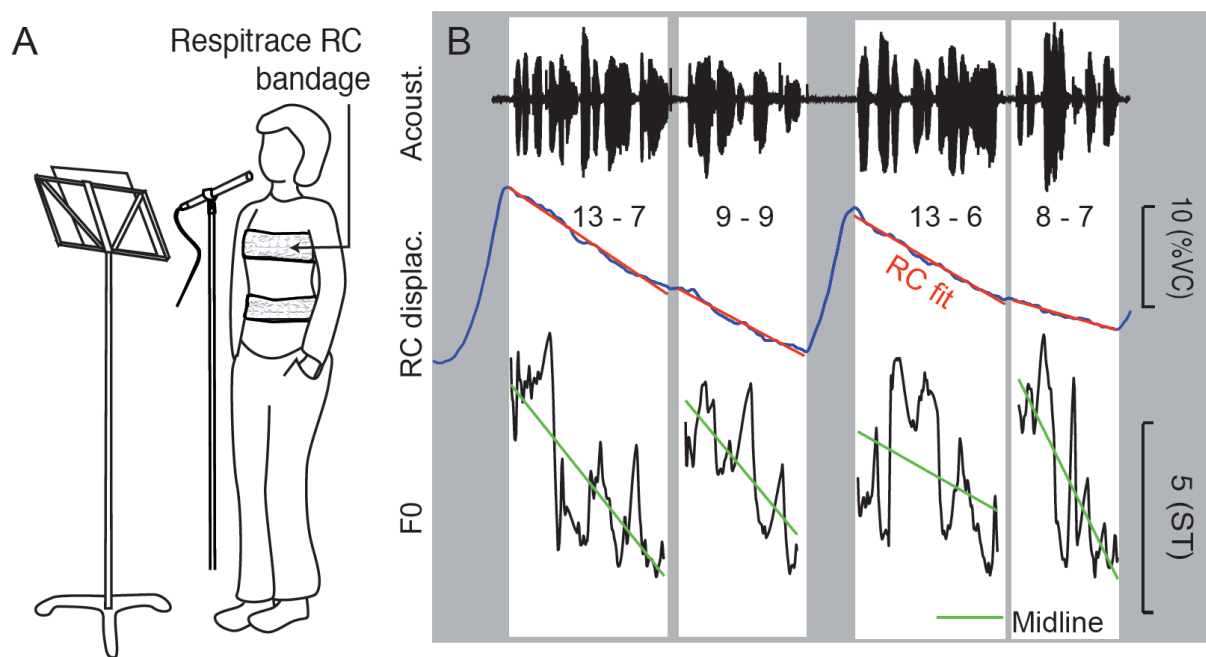 A
Respitrace RC
bandage
B
Acoust.
RC displac.
F0
13 - 7
9 - 9
13 - 6
8 - 7
RC fit
10 (%VC)
5 (ST)
Midline